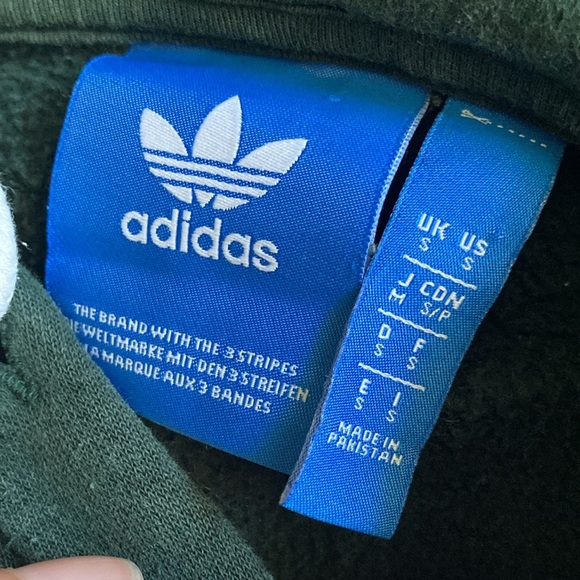 adidas
THE BRAND WITH THE 3 STRIPES
WELTMARKE MIT DEN 3 STREIFEN
LA MARQUE AUX 3 BANDES
UK US
S S
J CDN
M S/P
D F
S S
E I
S S
MADE IN
PAKISTAN